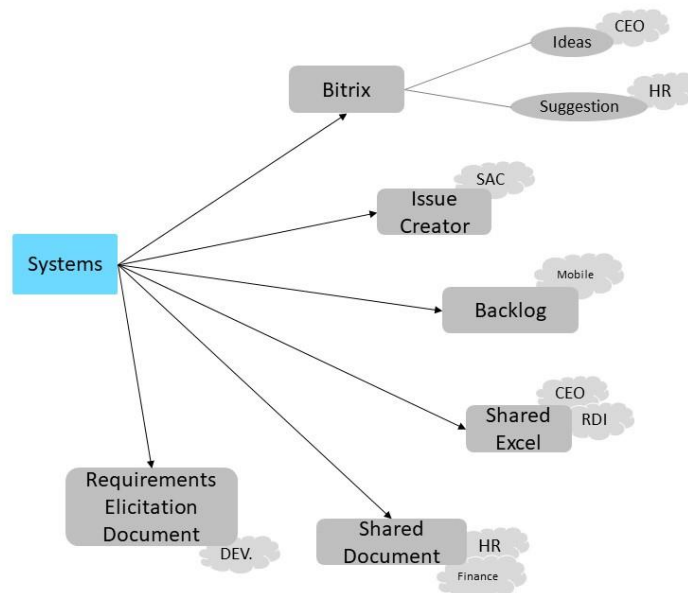 CEO
Ideas
Bitrix
HR
Suggestion
SAC
Issue
Creator
Systems
Mobile
Backlog
CEO
Shared
Excel
RDI
Requirements
Elicitation
Document
DEV.
Shared
Document
HR
Finance